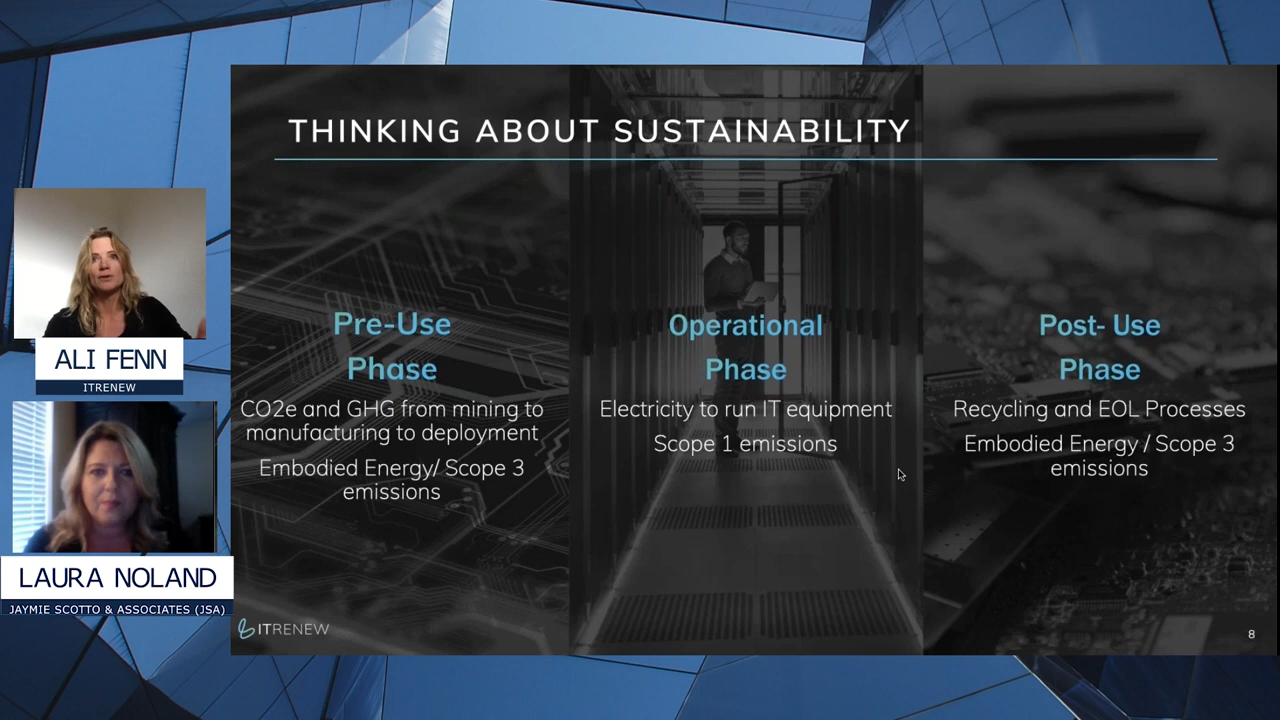 THINKING ABOUT SUSTAINABILITY
ALI FENN
ITRENEW
LAURA NOLAND
JAYMIE SCOTTO & ASSOCIATES (JSA)
Pre-Use
Phase
CO2e and GHG from mining to
manufacturing to deployment
Embodied Energy/ Scope 3
emissions
Operational
Phase
Electricity to run IT equipment
Scope 1 emissions
Post- Use
Phase
Recycling and EOL Processes
Embodied Energy / Scope 3
emissions
ITRENEW
8